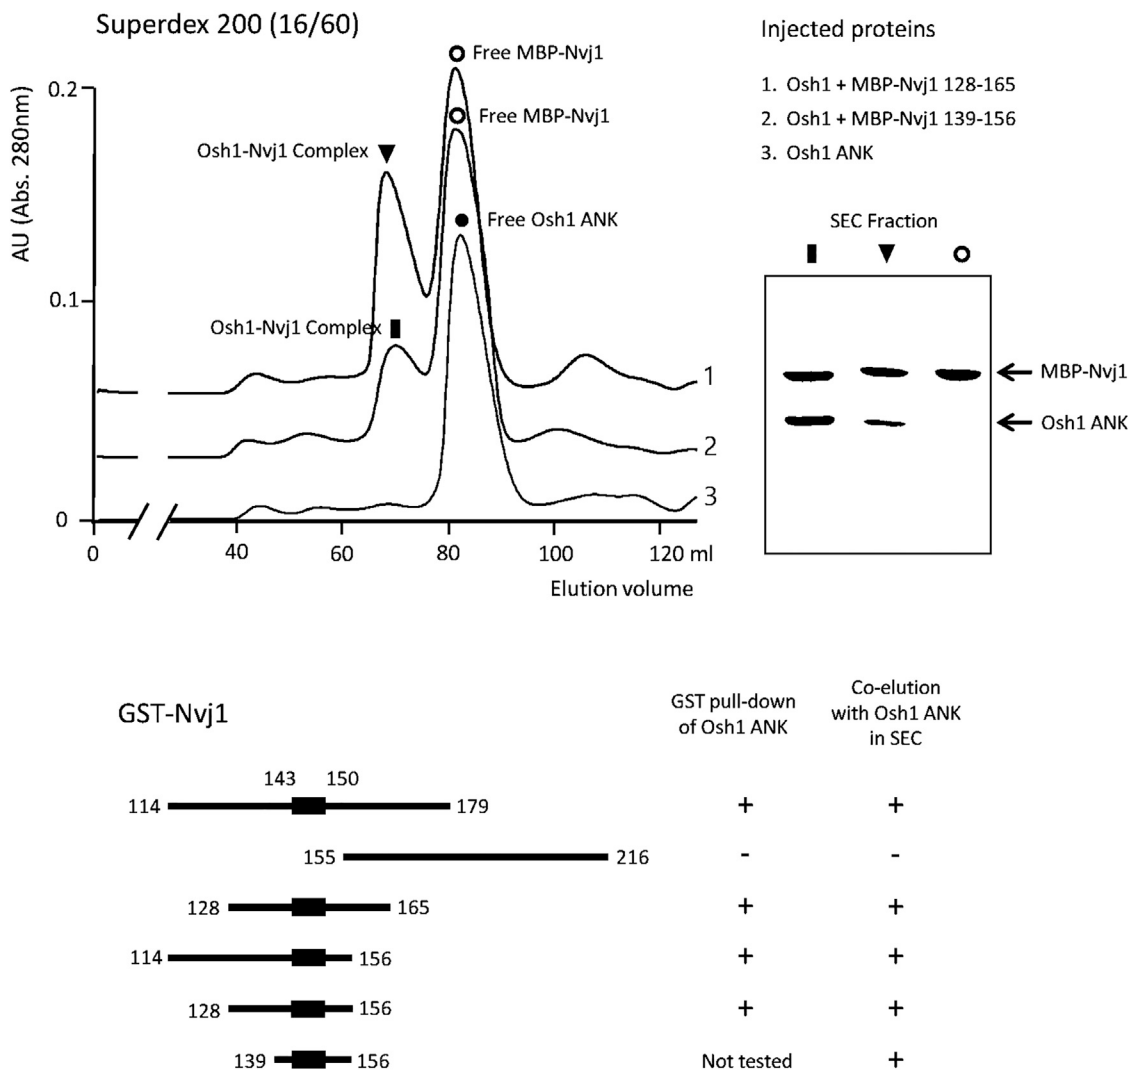 Superdex 200 (16/60)
Injected proteins
1. Osh1 + MBP-Nvj1 128-165
2. Osh1 + MBP-Nvj1 139-156
3. Osh1 ANK
AU (Abs. 280nm)
0.2
0.1
0
Free MBP-Nvj1
Free MBP-Nvj1
Osh1-Nvj1 Complex
Free Osh1 ANK
Osh1-Nvj1 Complex
1
2
3
0 40 60 80 100 120 ml
Elution volume
SEC Fraction
MBP-Nvj1
Osh1 ANK
GST-Nvj1
GST pull-down
of Osh1 ANK
Co-elution
with Osh1 ANK
in SEC
143 150
114 179 + +
155 216 - -
128 165 + +
114 156 + +
128 156 + +
139 156 Not tested +